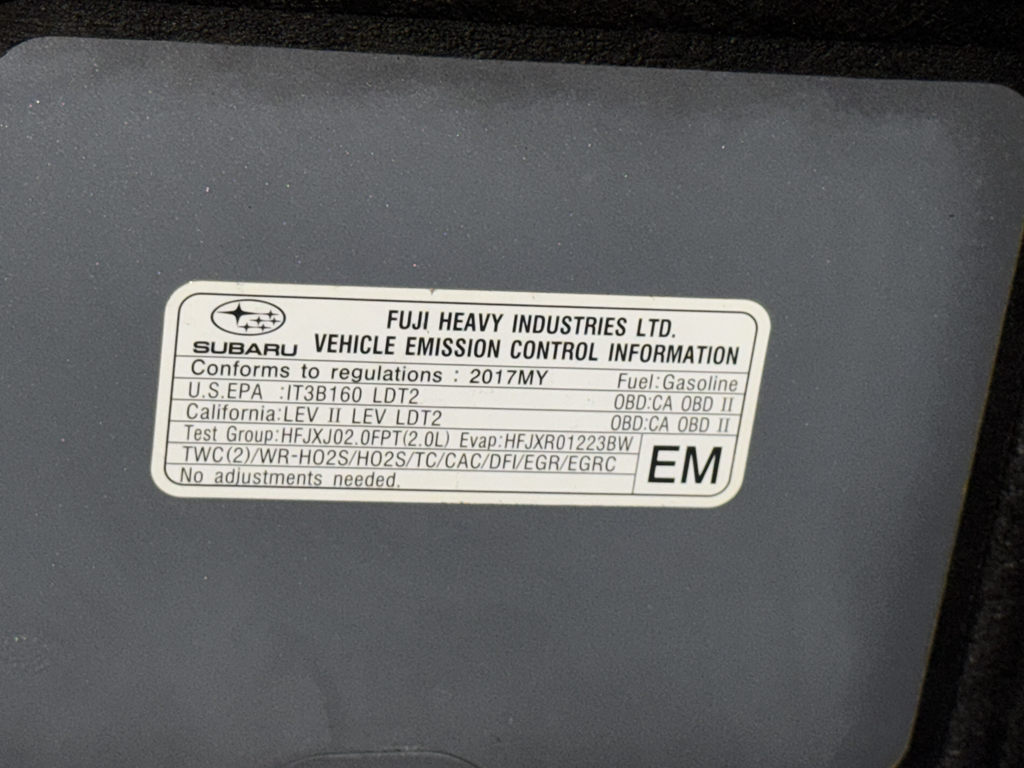 SUBARU
FUJI HEAVY INDUSTRIES LTD.
VEHICLE EMISSION CONTROL INFORMATION
Conforms to regulations : 2017MY Fuel:Gasoline
U.S.EPA :IT3B160 LDT2 OBD:CA OBD II
California:LEV II LEV LDT2 OBD:CA OBD II
Test Group:HFJXJ02.0FPT(2.0L) Evap:HFJXR01223BW
TWC(2)/WR-HO2S/HO2S/TC/CAC/DFI/EGR/EGRC
No adjustments needed.
EM